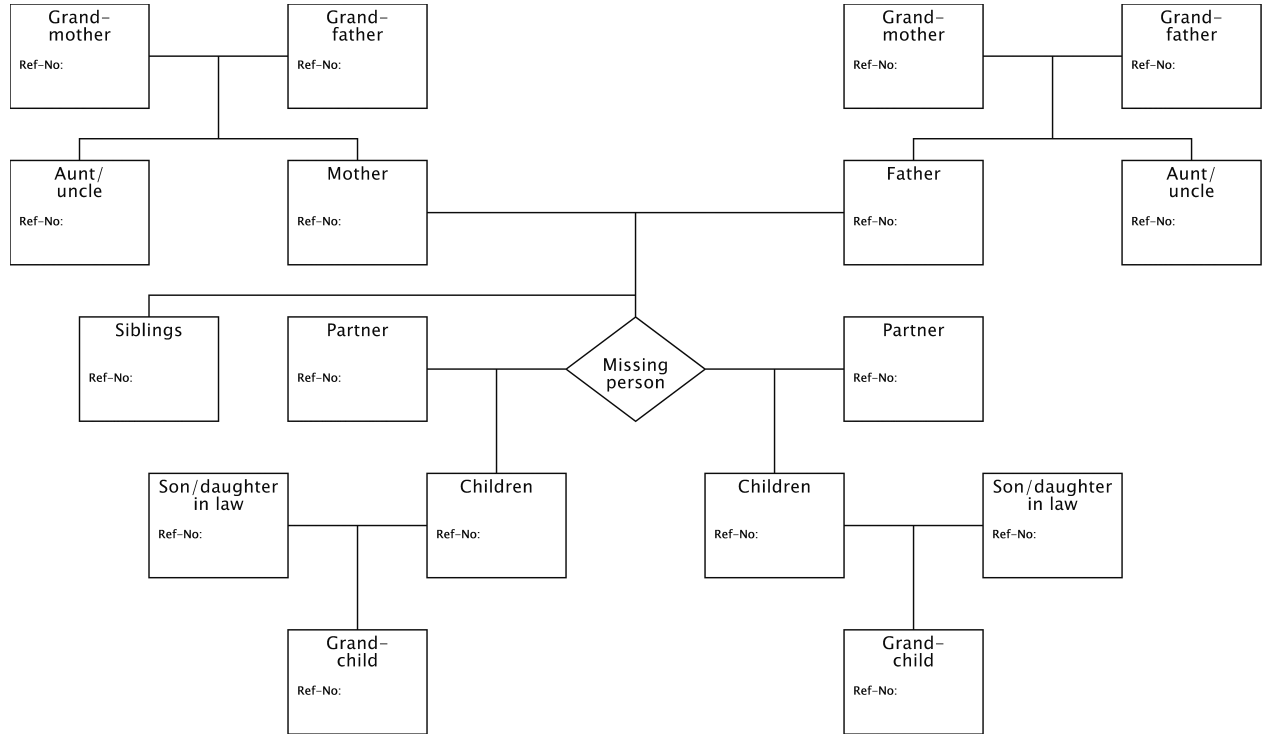 Grand-
mother
Ref-No:
Grand-
father
Ref-No:
Grand-
mother
Ref-No:
Grand-
father
Ref-No:
Aunt/
uncle
Ref-No:
Mother
Ref-No:
Father
Ref-No:
Aunt/
uncle
Ref-No:
Siblings
Ref-No:
Partner
Ref-No:
Missing
person
Partner
Ref-No:
Son/daughter
in law
Ref-No:
Children
Ref-No:
Children
Ref-No:
Son/daughter
in law
Ref-No:
Grand-
child
Ref-No:
Grand-
child
Ref-No: